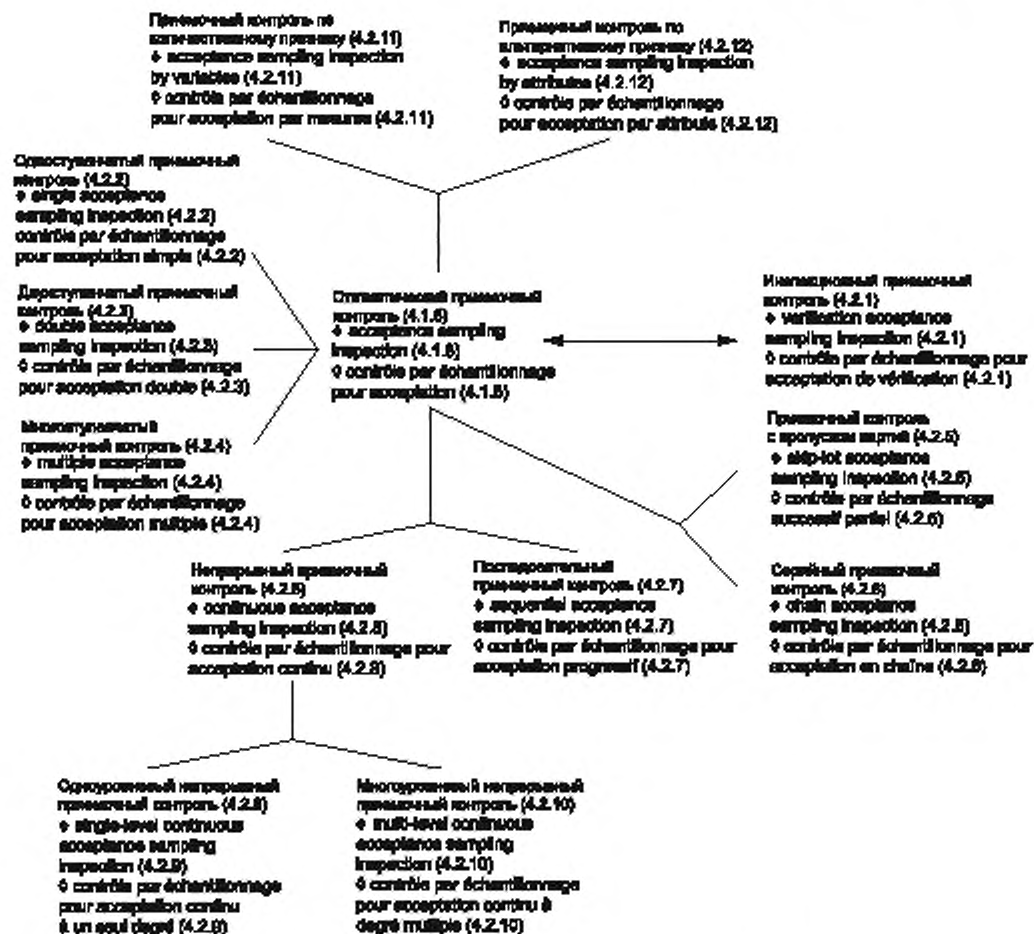 Приемочный контроль по
количественному признаку (4.2.11)
♦ acceptance sampling inspection
by variables (4.2.11)
◊ contrôle par échantillonnage
pour acceptation par mesures (4.2.11)
Приемочный контроль по
альтернативному признаку (4.2.12)
♦ acceptance sampling inspection
by attributes (4.2.12)
◊ contrôle par échantillonnage
pour acceptation par attributs (4.2.12)
Одноступенчатый приемочный
контроль (4.2.2)
♦ single acceptance
sampling inspection (4.2.2)
contrôle par échantillonnage
pour acceptation simple (4.2.2)
Двухступенчатый приемочный
контроль (4.2.3)
♦ double acceptance
sampling inspection (4.2.3)
◊ contrôle par échantillonnage
pour acceptation double (4.2.3)
Многоступенчатый
приемочный контроль (4.2.4)
♦ multiple acceptance
sampling inspection (4.2.4)
◊ contrôle par échantillonnage
pour acceptation multiple (4.2.4)
Статистический приемочный
контроль (4.1.8)
♦ acceptance sampling
inspection (4.1.8)
◊ contrôle par échantillonnage
pour acceptation (4.1.8)
Инспекционный приемочный
контроль (4.2.1)
♦ verification acceptance
sampling inspection (4.2.1)
◊ contrôle par échantillonnage pour
acceptation de vérification (4.2.1)
Приемочный контроль
с пропуском партий (4.2.5)
♦ skip-lot acceptance
sampling inspection (4.2.5)
◊ contrôle par échantillonnage
successif partiel (4.2.5)
Непрерывный приемочный
контроль (4.2.8)
♦ continuous acceptance
sampling inspection (4.2.8)
◊ contrôle par échantillonnage pour
acceptation continu (4.2.8)
Последовательный
приемочный контроль (4.2.7)
♦ sequential acceptance
sampling inspection (4.2.7)
◊ contrôle par échantillonnage pour
acceptation progressif (4.2.7)
Серийный приемочный
контроль (4.2.6)
♦ chain acceptance
sampling inspection (4.2.6)
◊ contrôle par échantillonnage pour
acceptation en chaîne (4.2.6)
Одноуровневый непрерывный
приемочный контроль (4.2.9)
♦ single-level continuous
acceptance sampling
inspection (4.2.9)
◊ contrôle par échantillonnage
pour acceptation continu
à un seul degré (4.2.9)
Многоуровневый непрерывный
приемочный контроль (4.2.10)
♦ multi-level continuous
acceptance sampling
inspection (4.2.10)
◊ contrôle par échantillonnage
pour acceptation continu à
degré multiple (4.2.10)